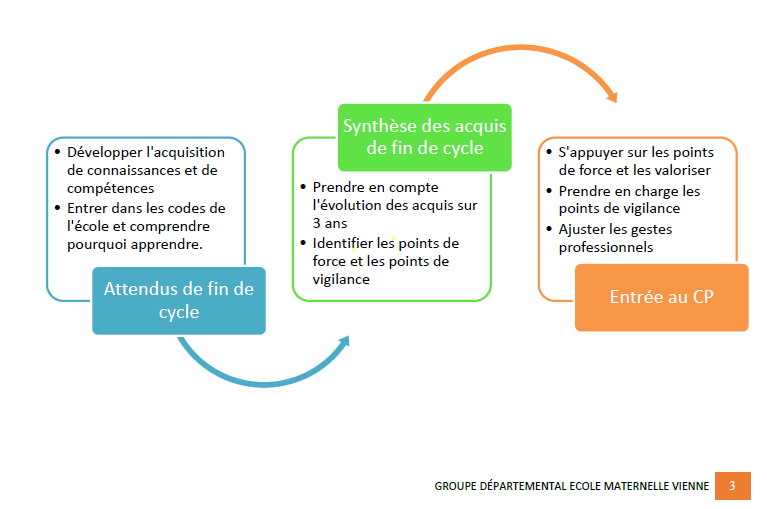 • Développer l'acquisition
de connaissances et de
compétences
• Entrer dans les codes de
l'école et comprendre
pourquoi apprendre.
Attendus de fin de
cycle
Synthèse des acquis
de fin de cycle
• Prendre en compte
l'évolution des acquis sur
3 ans
• Identifier les points de
force et les points de
vigilance
• S'appuyer sur les points
de force et les valoriser
• Prendre en charge les
points de vigilance
• Ajuster les gestes
professionnels
Entrée au CP
GROUPE DÉPARTEMENTAL ECOLE MATERNELLE VIENNE
3